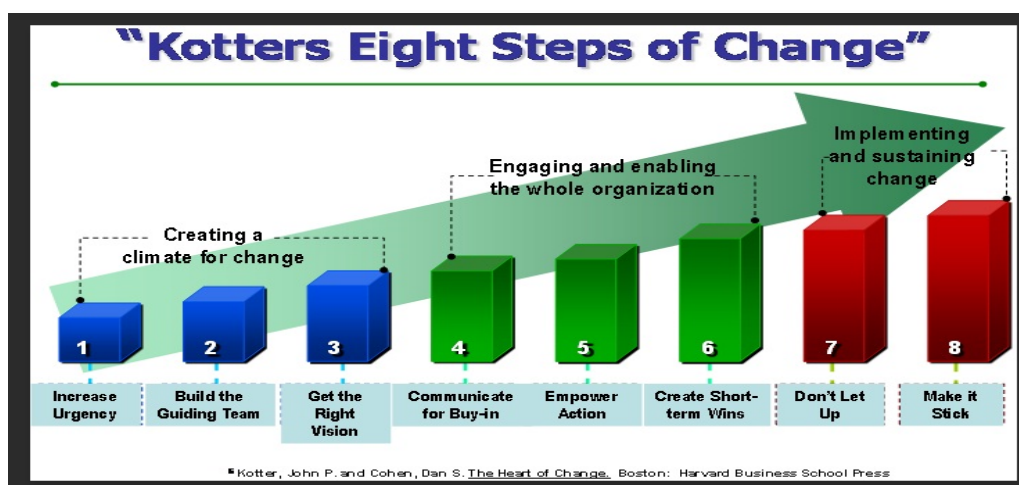 “Kotters Eight Steps of Change”
Implementing
and sustaining
change
Engaging and enabling
the whole organization
Creating a
climate for change
1
2
3
4
5
6
7
8
Increase
Urgency
Build the
Guiding Team
Get the
Right
Vision
Communicate
for Buy-in
Empower
Action
Create Short-
term Wins
Don’t Let
Up
Make it
Stick
Kotter, John P. and Cohen, Dan S. The Heart of Change. Boston: Harvard Business School Press